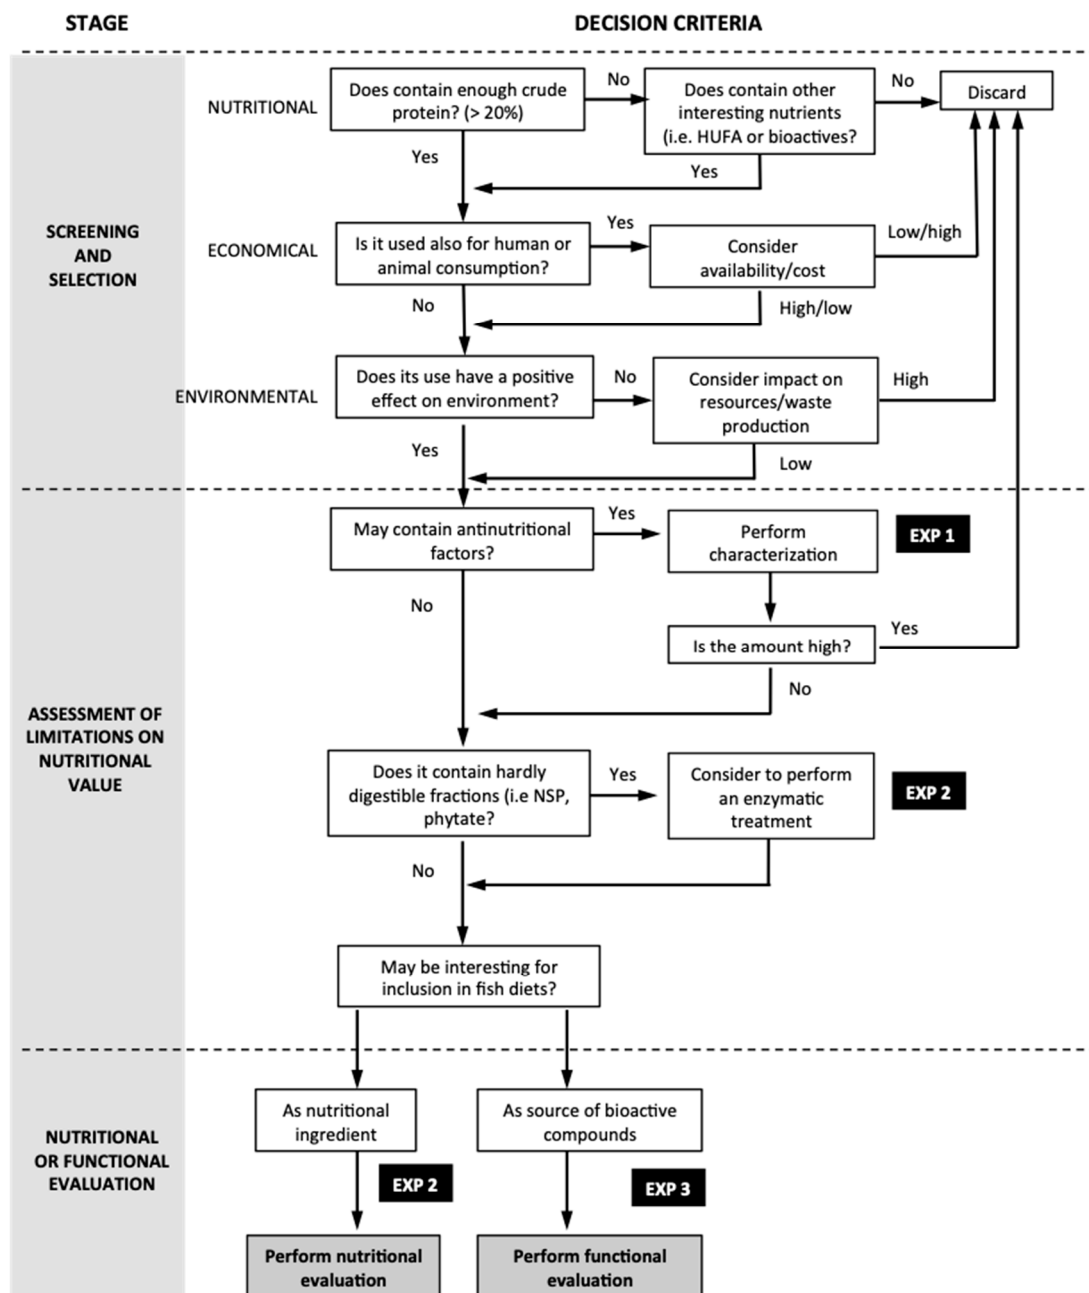 STAGE
DECISION CRITERIA
SCREENING
AND
SELECTION
NUTRITIONAL
Does contain enough crude
protein? (> 20%)
No
Does contain other
interesting nutrients
(i.e. HUFA or bioactives?
No
Discard
Yes
Yes
ECONOMICAL
Is it used also for human or
animal consumption?
Yes
Consider
availability/cost
Low/high
No
High/low
ENVIRONMENTAL
Does its use have a positive
effect on environment?
No
Consider impact on
resources/waste
production
High
Yes
Low
ASSESSMENT OF
LIMITATIONS ON
NUTRITIONAL
VALUE
May contain antinutritional
factors?
Yes
Perform
characterization
EXP 1
No
Is the amount high?
Yes
No
Does it contain hardly
digestible fractions (i.e NSP,
phytate?
Yes
Consider to perform
an enzymatic
treatment
EXP 2
No
May be interesting for
inclusion in fish diets?
NUTRITIONAL
OR FUNCTIONAL
EVALUATION
As nutritional
ingredient
As source of bioactive
compounds
EXP 2
EXP 3
Perform nutritional
evaluation
Perform functional
evaluation